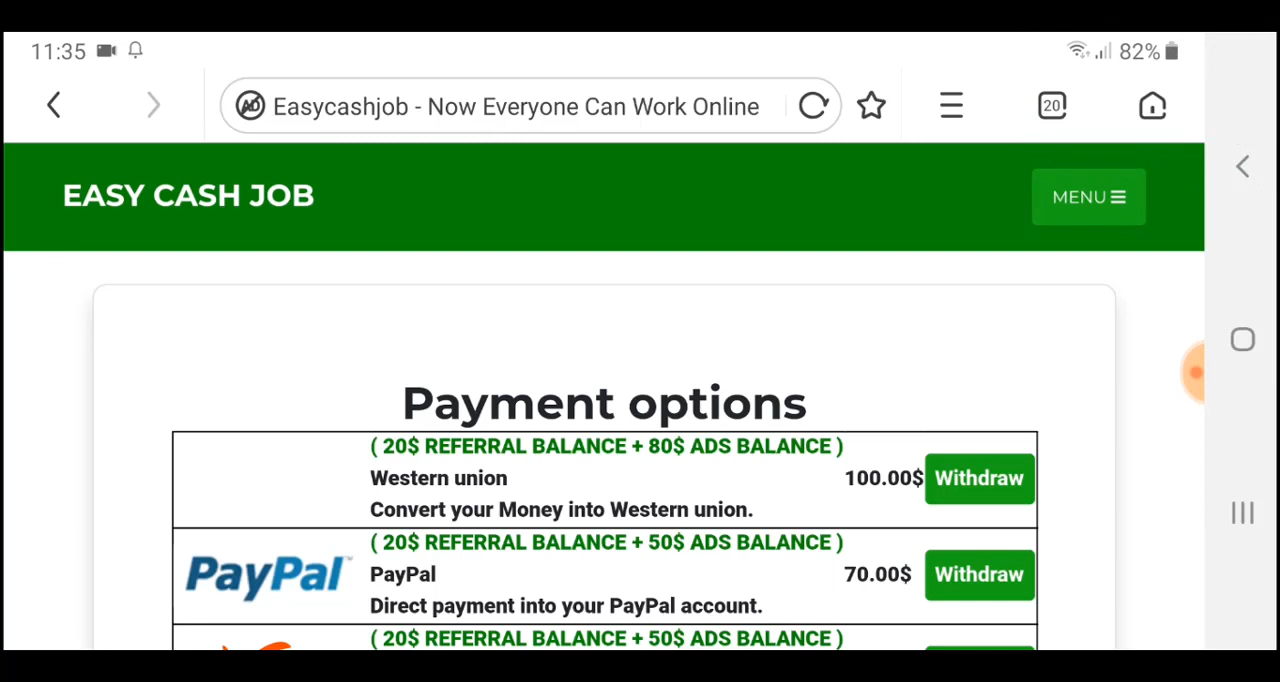 11:35 82%
Easycashjob - Now Everyone Can Work Online 20
EASY CASH JOB MENU
Payment options
( 20$ REFERRAL BALANCE + 80$ ADS BALANCE )
Western union 100.00$ Withdraw
Convert your Money into Western union.
( 20$ REFERRAL BALANCE + 50$ ADS BALANCE )
PayPal PayPal 70.00$ Withdraw
Direct payment into your PayPal account.
( 20$ REFERRAL BALANCE + 50$ ADS BALANCE )